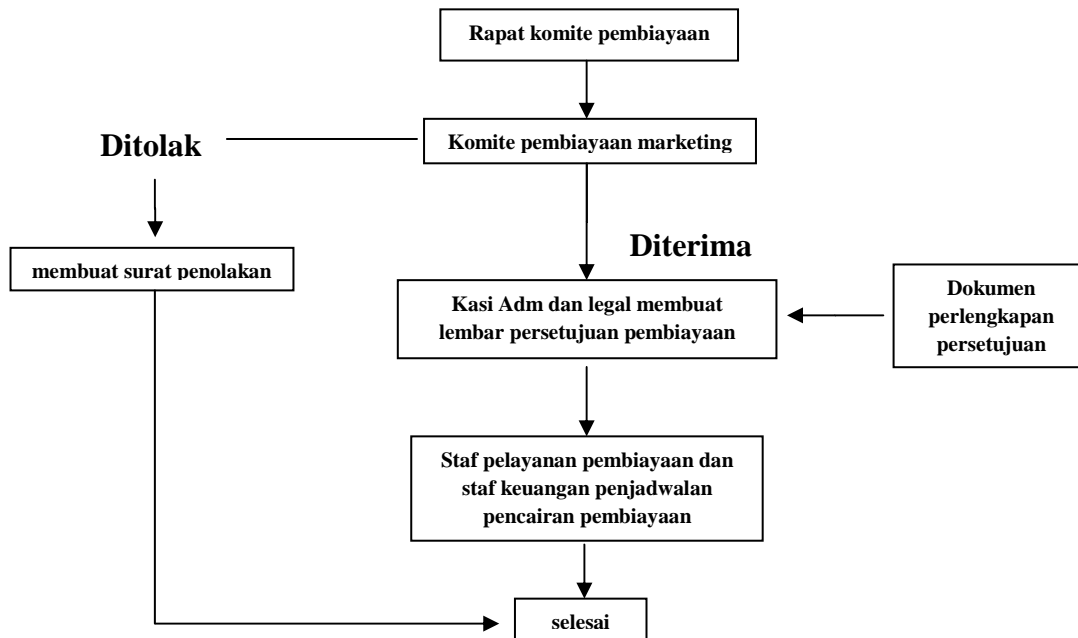 Rapat komite pembiayaan
Komite pembiayaan marketing
Ditolak
membuat surat penolakan
Diterima
Kasi Adm dan legal membuat
lembar persetujuan pembiayaan
Dokumen
perlengkapan
persetujuan
Staf pelayanan pembiayaan dan
staf keuangan penjadwalan
pencairan pembiayaan
selesai